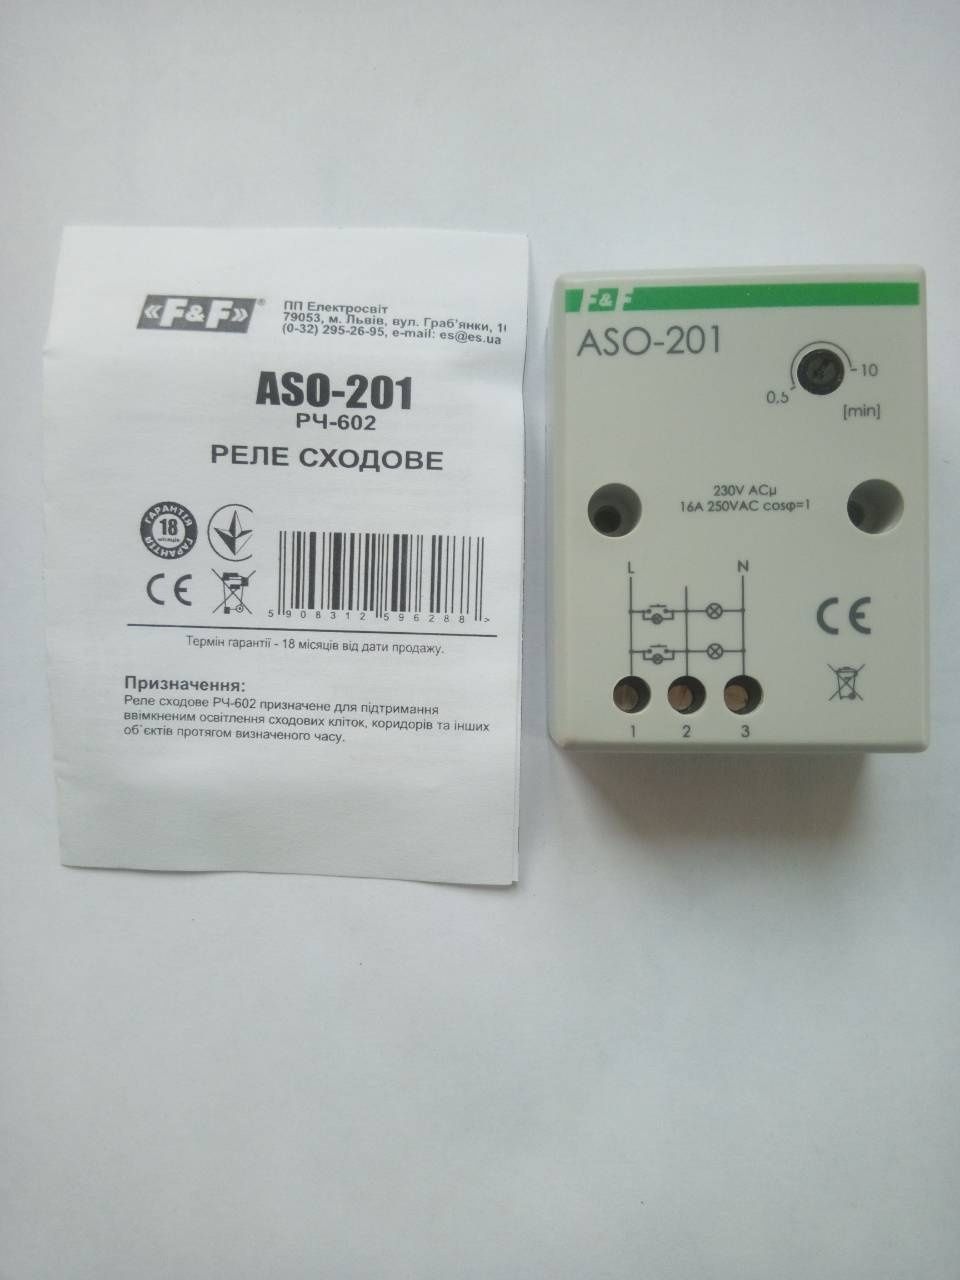 «F&F»®
ПП Електросвіт
79053, м. Львів, вул. Граб'янки,
(0-32) 295-26-95, e-mail: es@es.ua
ASO-201
РЧ-602
РЕЛЕ СХОДОВЕ
ГАРАНТІЯ
18
місяців
ГАРАНТІЯ
CE
5 908312 596288 >
Термін гарантії - 18 місяців від дати продажу.
Призначення:
Реле сходове РЧ-602 призначене для підтримання
ввімкненим освітлення сходових кліток, коридорів та інших
об`єктів протягом визначеного часу.
F&F
ASO-201
0,5
10
[min]
230V ACµ
16A 250VAC cosφ=1
L N
CE
1 2 3